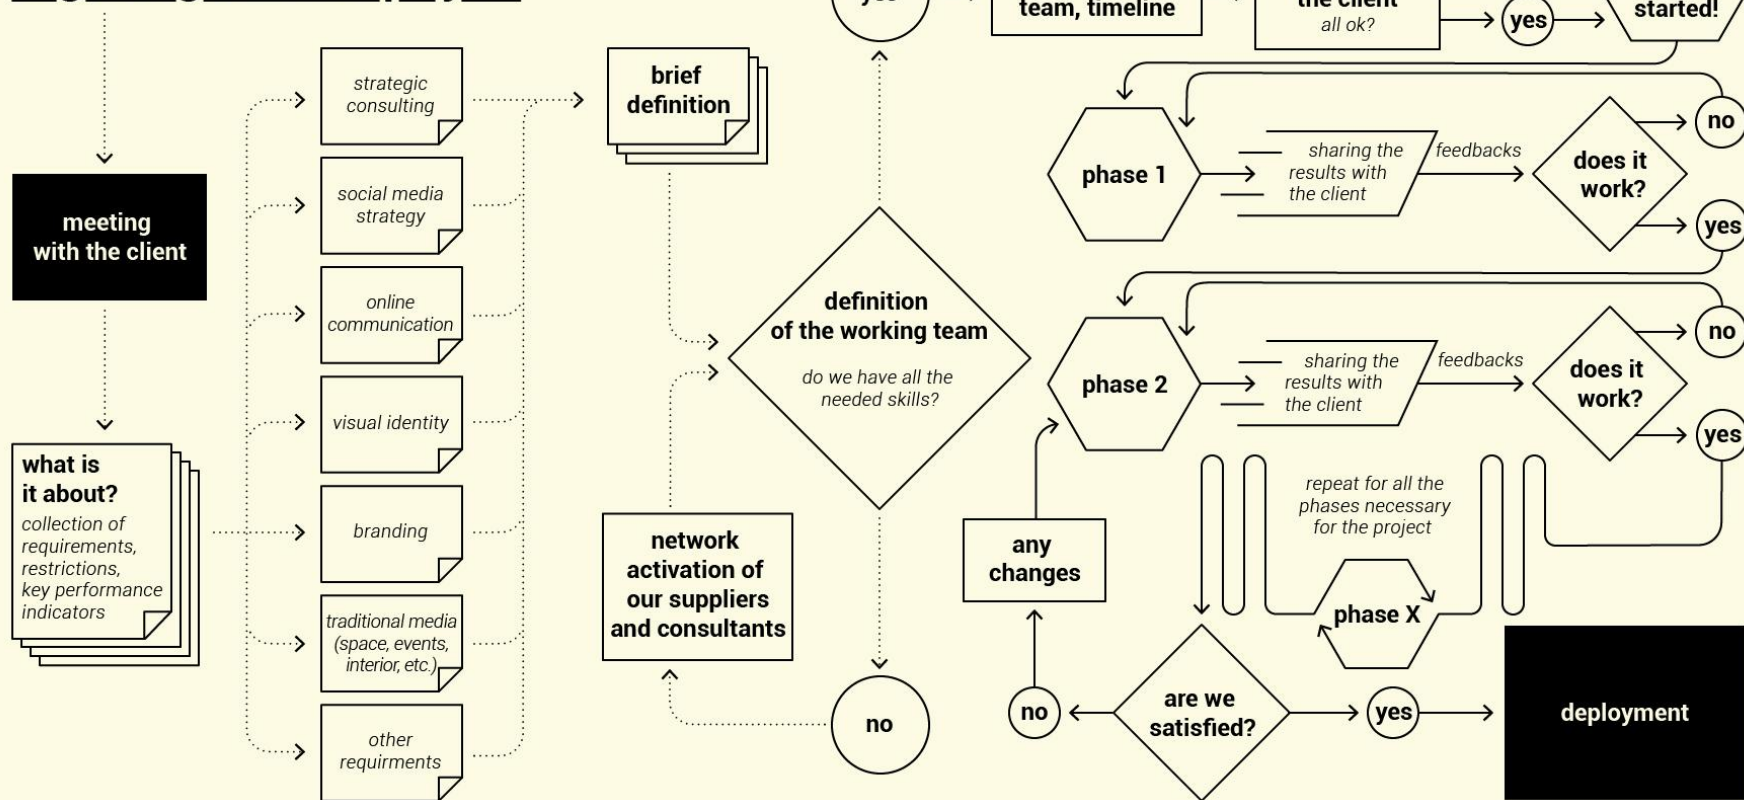 yes
team, timeline
the client
all ok?
yes
started!
strategic
consulting
brief
definition
meeting
with the client
social media
strategy
online
communication
visual identity
what is
it about?
collection of
requirements,
restrictions,
key performance
indicators
branding
traditional media
(space, events,
interior, etc.)
other
requirments
definition
of the working team
do we have all the
needed skills?
network
activation of
our suppliers
and consultants
no
phase 1
sharing the
results with
the client
feedbacks
does it
work?
no
yes
phase 2
sharing the
results with
the client
feedbacks
does it
work?
no
yes
any
changes
repeat for all the
phases necessary
for the project
phase X
no
are we
satisfied?
yes
deployment